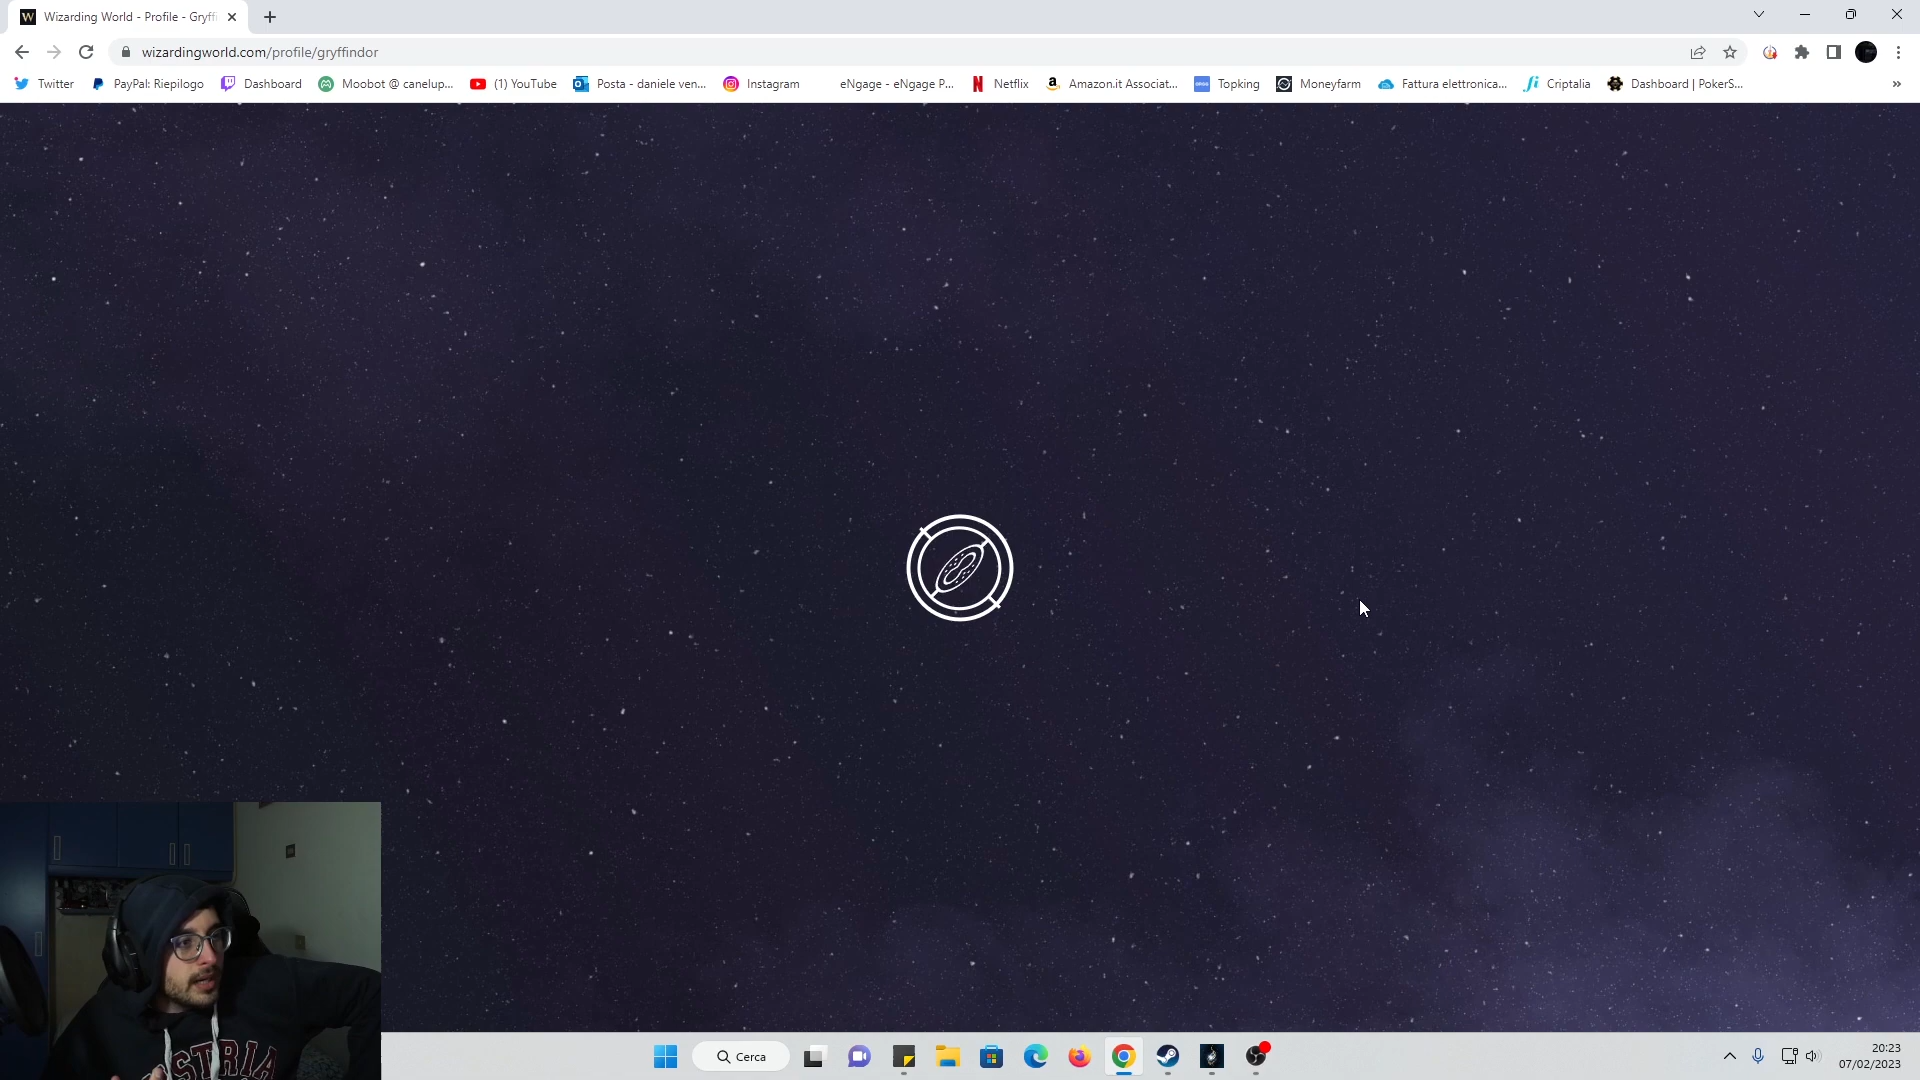 Wizarding World - Profile - Gryffi
wizardingworld.com/profile/gryffindor
Twitter
PayPal: Riepilogo
Dashboard
Moobot @ canelup...
(1) YouTube
Posta - daniele ven...
Instagram
eNgage - eNgage P...
Netflix
Amazon.it Associat...
Topking
Moneyfarm
Fattura elettronica...
Criptalia
Dashboard | PokerS...
STRIA
Cerca
20:23
07/02/2023